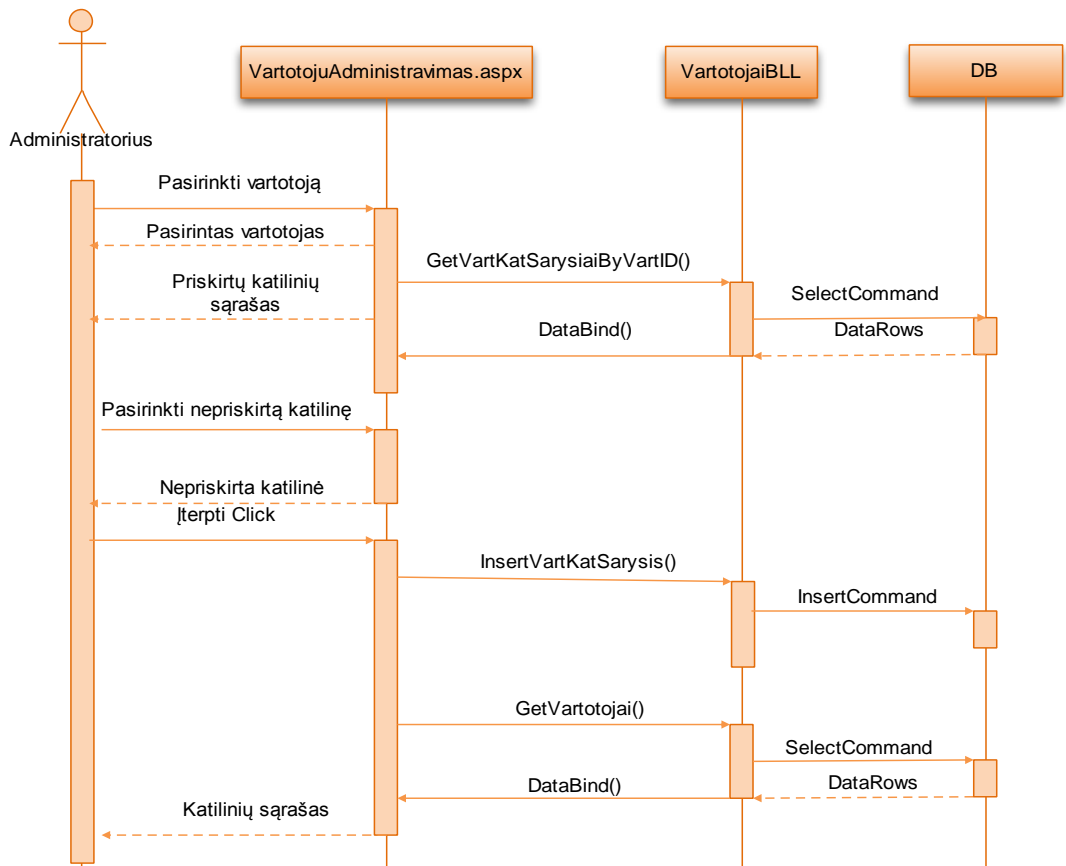 VartotojuAdministravimas.aspx
VartotojaiBLL
DB
Administratorius
Pasirinkti vartotoją
Pasirintas vartotojas
GetVartKatSarysiaiByVartID()
Priskirtų katilinių
sąrašas
SelectCommand
DataBind()
DataRows
Pasirinkti nepriskirtą katilinę
Nepriskirta katilinė
Įterpti Click
InsertVartKatSarysis()
InsertCommand
GetVartotojai()
SelectCommand
DataBind()
DataRows
Katilinių sąrašas